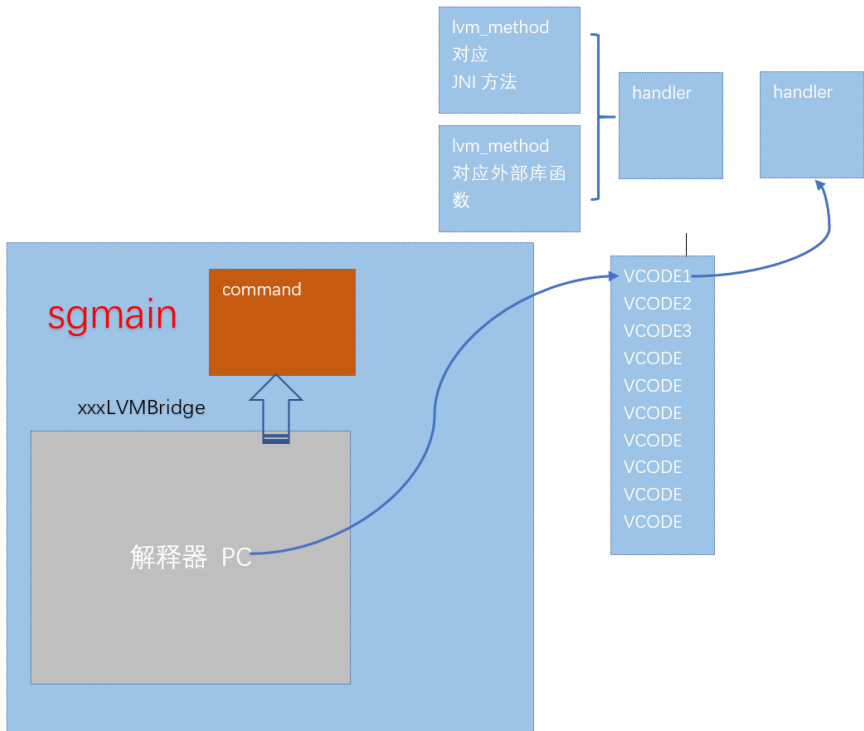 lvm_method
对应
JNI 方法
handler
handler
lvm_method
对应外部库函
数
sgmain
command
xxxLVMBridge
解释器 PC
VCODE1
VCODE2
VCODE3
VCODE
VCODE
VCODE
VCODE
VCODE
VCODE
VCODE